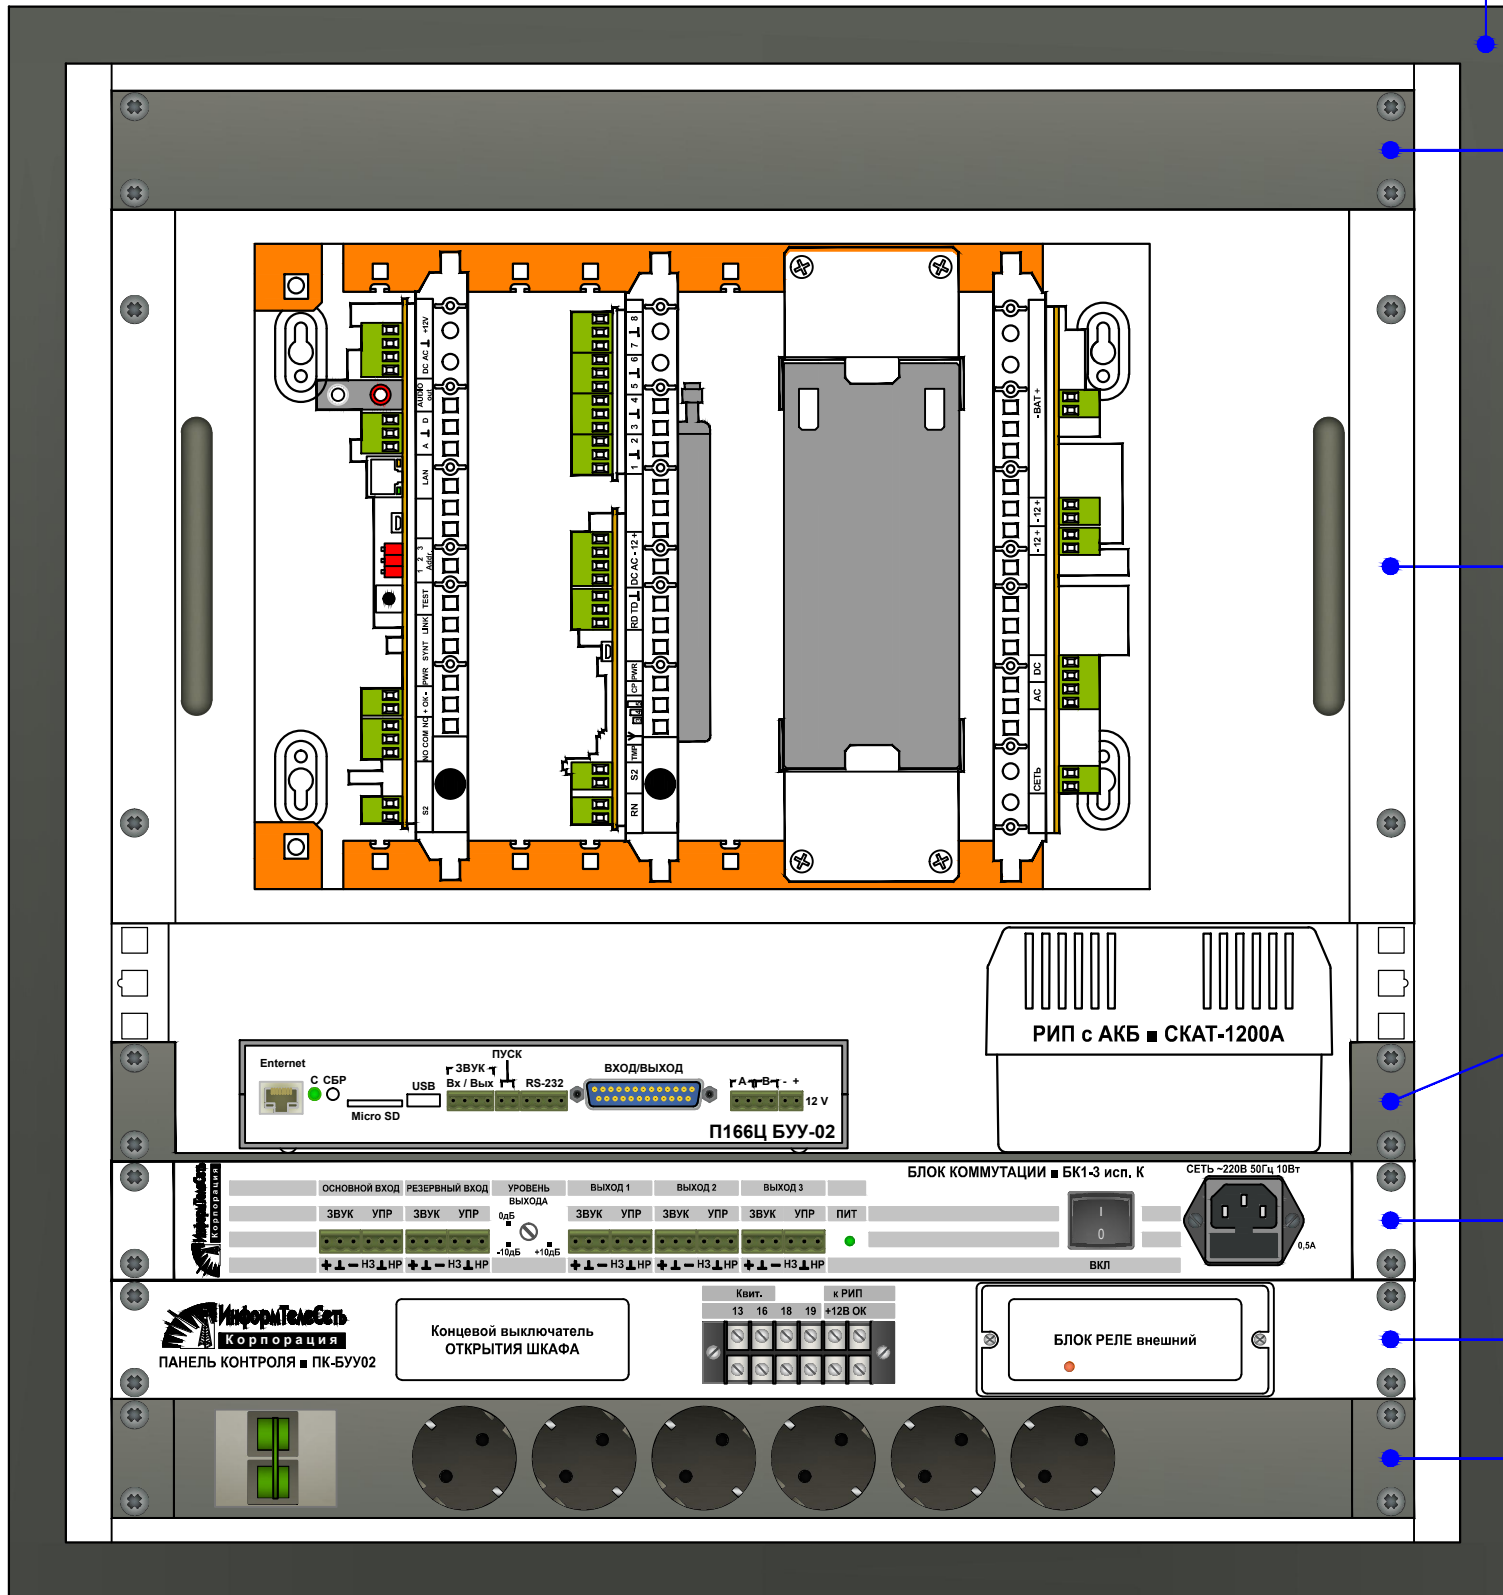 +12V
DC AC ⊥
AUDIO
out
A ⊥ D
LAN
1 2 3
Addr.
TEST
LINK
SYNT
PWR
+ OK -
NO COM NC
S2
1 ⊥ 2
3 ⊥ 4
5 ⊥ 6
7 ⊥ 8
DC AC - 12 +
RD TD ⊥
PWR
CP
TMP
S2
RN
- BAT +
- 12 +
- 12 +
DC
AC
СЕТЬ
РИП с АКБ ■ СКАТ-1200А
Enternet
С СБР
Micro SD
USB
ЗВУК
Вх / Вых
ПУСК
RS-232
ВХОД/ВЫХОД
А В - +
12 V
П166Ц БУУ-02
БЛОК КОММУТАЦИИ ■ БК1-3 исп. К
СЕТЬ ~220В 50Гц 10Вт
ИнформТелеСеть
Корпорация
ОСНОВНОЙ ВХОД РЕЗЕРВНЫЙ ВХОД УРОВЕНЬ ВЫХОД 1 ВЫХОД 2 ВЫХОД 3
ВЫХОДА
ЗВУК УПР ЗВУК УПР 0дБ ЗВУК УПР ЗВУК УПР ЗВУК УПР ПИТ
-10дБ +10дБ
+ ⊥ - НЗ ⊥ НР + ⊥ - НЗ ⊥ НР + ⊥ - НЗ ⊥ НР + ⊥ - НЗ ⊥ НР + ⊥ - НЗ ⊥ НР
I
0
ВКЛ
0,5А
ИнформТелеСеть
Корпорация
ПАНЕЛЬ КОНТРОЛЯ ■ ПК-БУУ02
Концевой выключатель
ОТКРЫТИЯ ШКАФА
Квит. к РИП
13 16 18 19 +12В ОК
БЛОК РЕЛЕ внешний